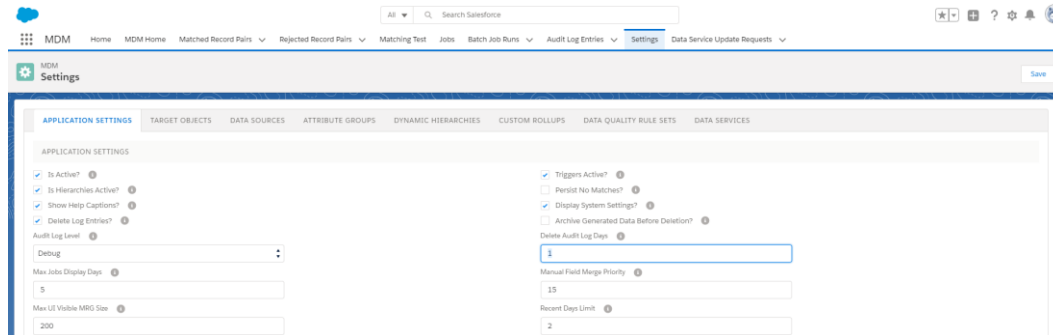 All
Search Salesforce
MDM
Home
MDM Home
Matched Record Pairs
Rejected Record Pairs
Matching Test
Jobs
Batch Job Runs
Audit Log Entries
Settings
Data Service Update Requests
MDM
Settings
Save
APPLICATION SETTINGS
TARGET OBJECTS
DATA SOURCES
ATTRIBUTE GROUPS
DYNAMIC HIERARCHIES
CUSTOM ROLLUPS
DATA QUALITY RULE SETS
DATA SERVICES
APPLICATION SETTINGS
Is Active?
Triggers Active?
Is Hierarchies Active?
Persist No Matches?
Show Help Captions?
Display System Settings?
Delete Log Entries?
Archive Generated Data Before Deletion?
Audit Log Level
Delete Audit Log Days
Debug
1
Max Jobs Display Days
Manual Field Merge Priority
5
15
Max UI Visible MRG Size
Recent Days Limit
200
2